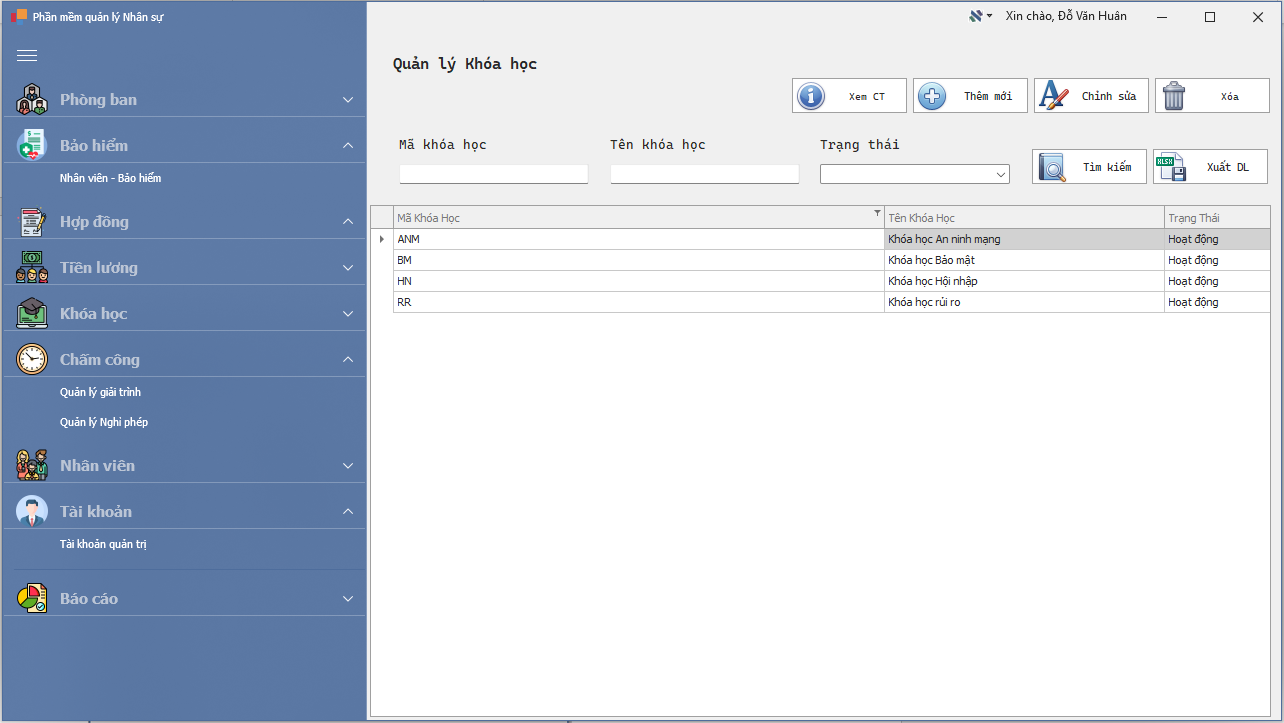 Phần mềm quản lý Nhân sự
Xin chào, Đỗ Văn Huân
Phòng ban
Bảo hiểm
Nhân viên - Bảo hiểm
Hợp đồng
Tiền lương
Khóa học
Chấm công
Quản lý giải trình
Quản lý Nghỉ phép
Nhân viên
Tài khoản
Tài khoản quản trị
Báo cáo
Quản lý Khóa học
Xem CT
Thêm mới
Chỉnh sửa
Xóa
Mã khóa học
Tên khóa học
Trạng thái
Tìm kiếm
XLSX
Xuất DL
Mã Khóa Học Tên Khóa Học Trạng Thái
ANM Khóa học An ninh mạng Hoạt động
BM Khóa học Bảo mật Hoạt động
HN Khóa học Hội nhập Hoạt động
RR Khóa học rủi ro Hoạt động